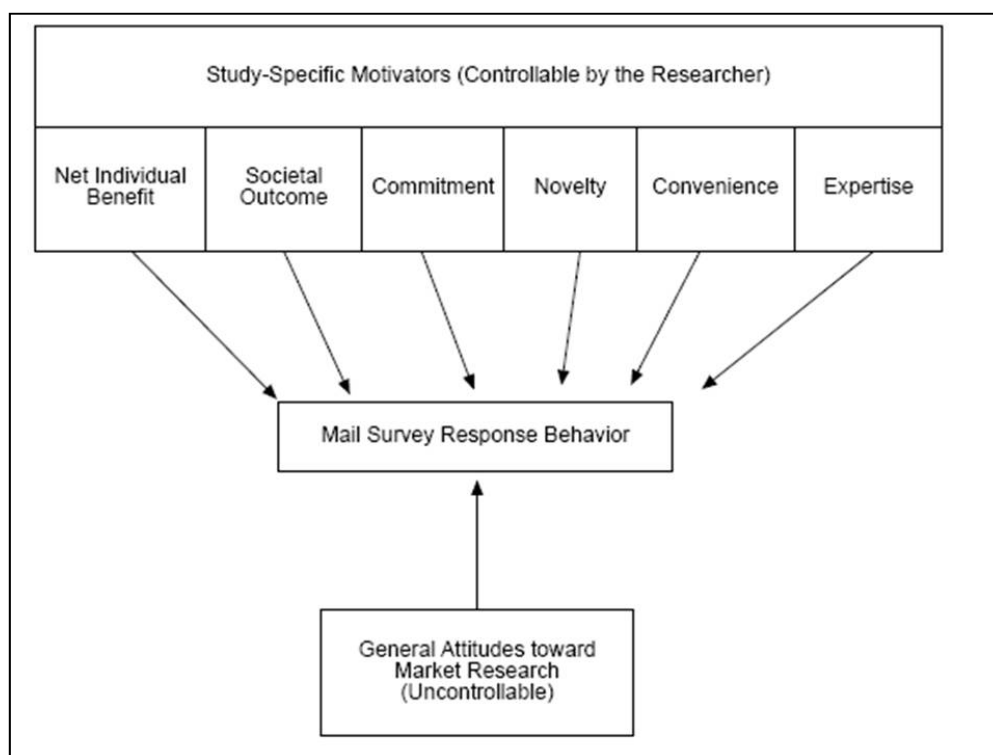 Study-Specific Motivators (Controllable by the Researcher)
Net Individual
Benefit
Societal
Outcome
Commitment
Novelty
Convenience
Expertise
Mail Survey Response Behavior
General Attitudes toward
Market Research
(Uncontrollable)